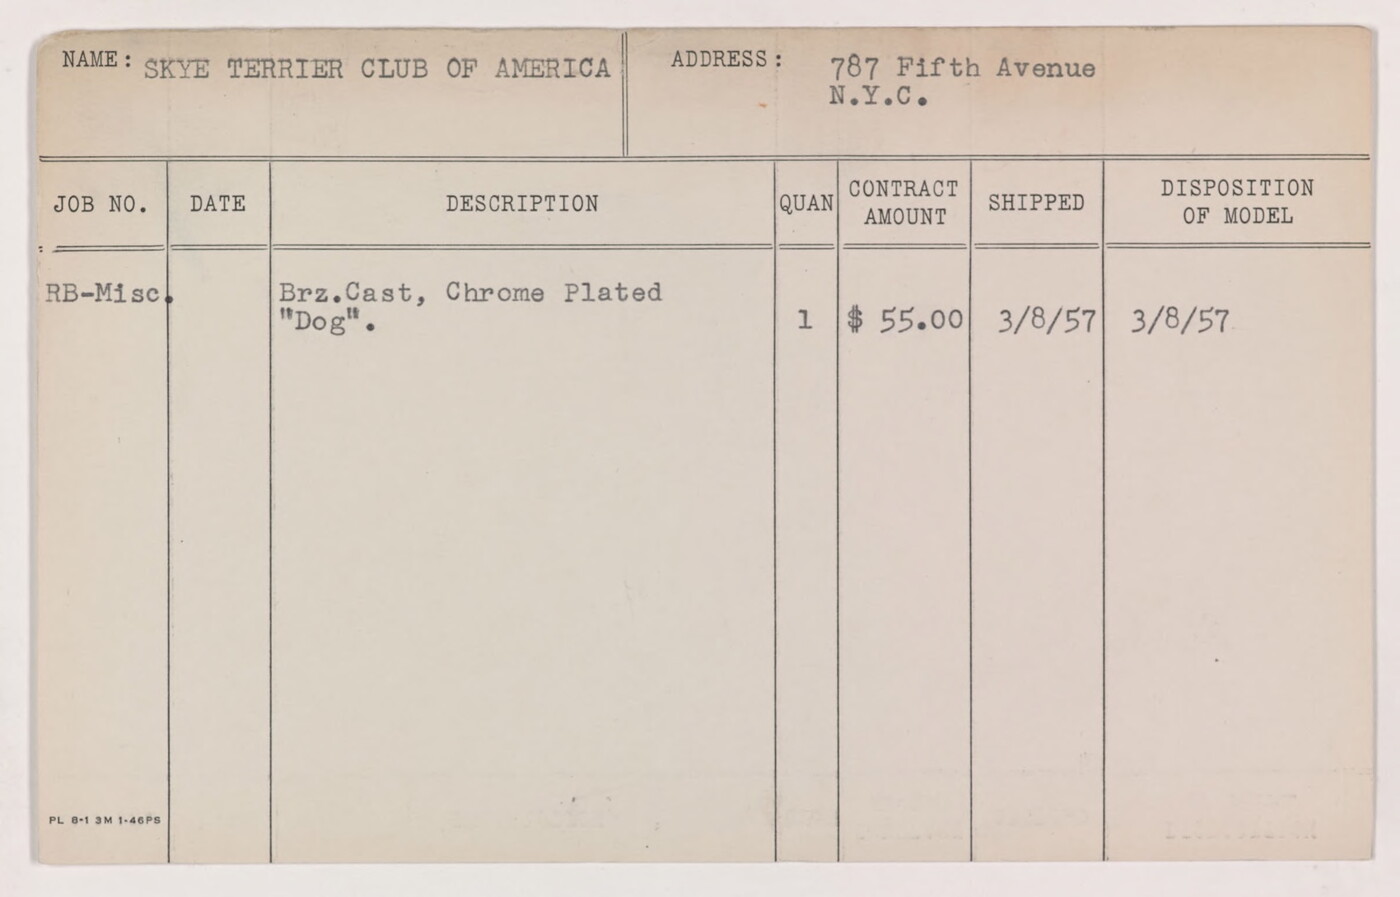 NAME: SKYE TERRIER CLUB OF AMERICA
ADDRESS: 787 Fifth Avenue
N.Y.C.
JOB NO. DATE DESCRIPTION QUAN CONTRACT AMOUNT SHIPPED DISPOSITION OF MODEL
RB-Misc. Brz.Cast, Chrome Plated
"Dog". 1 $ 55.00 3/8/57 3/8/57
PL 8-1 3M 1-46PS